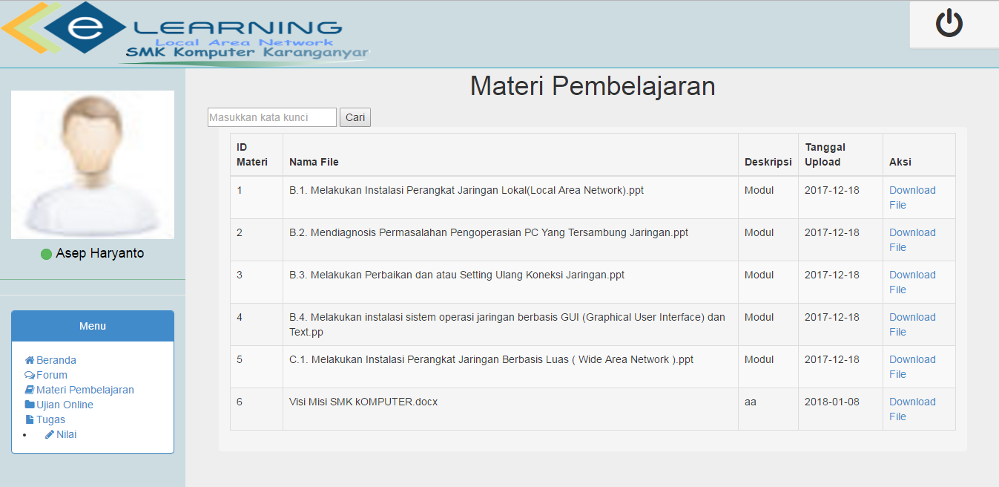 e LEARNING
Local Area Network
SMK Komputer Karanganyar
Asep Haryanto
Menu
Beranda
Forum
Materi Pembelajaran
Ujian Online
Tugas
Nilai
Materi Pembelajaran
Masukkan kata kunci Cari
ID Materi Nama File Deskripsi Tanggal Upload Aksi
1 B.1. Melakukan Instalasi Perangkat Jaringan Lokal(Local Area Network).ppt Modul 2017-12-18 Download
File
2 B.2. Mendiagnosis Permasalahan Pengoperasian PC Yang Tersambung Jaringan.ppt Modul 2017-12-18 Download
File
3 B.3. Melakukan Perbaikan dan atau Setting Ulang Koneksi Jaringan.ppt Modul 2017-12-18 Download
File
4 B.4. Melakukan instalasi sistem operasi jaringan berbasis GUI (Graphical User Interface) dan Modul 2017-12-18 Download
Text.pp File
5 C.1. Melakukan Instalasi Perangkat Jaringan Berbasis Luas ( Wide Area Network ).ppt Modul 2017-12-18 Download
File
6 Visi Misi SMK kOMPUTER.docx aa 2018-01-08 Download
File